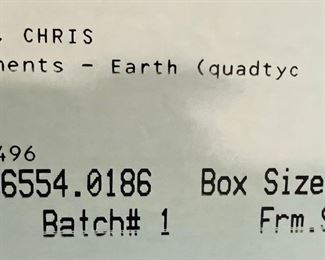 . CHRIS
ments - Earth (quadtyc
496
6554.0186 Box Size
Batch# 1 Frm.S